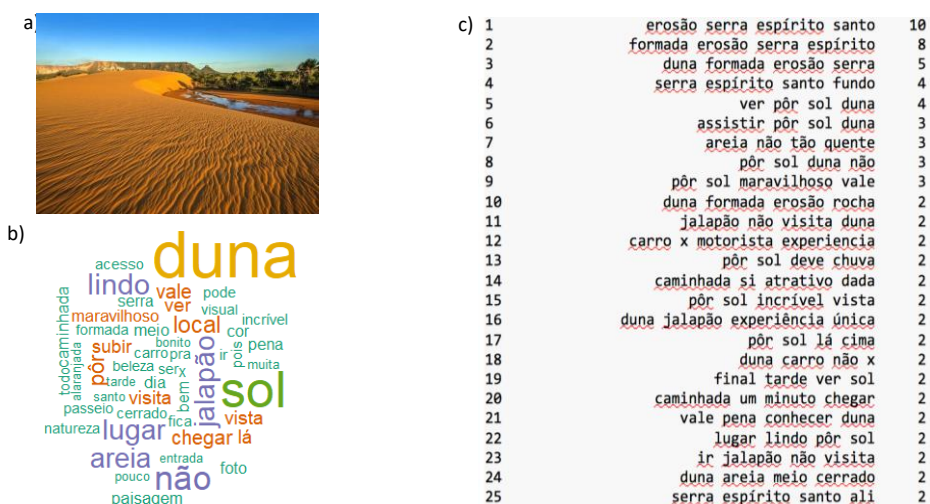 a)
b)
duna
acesso
lindo vale pode
serra ver visual
maravilhoso
formada meio local incrível
cor
subir bonito
carro pra ir pois pena
todo caminhada
alaranjada
pôr
beleza ser x muita
tarde dia
santo visita bem jalapão sol
passeio cerrado fica vista
natureza lugar chegar lá
areia entrada foto
pouco não
paisagem
c)
1 erosão serra espírito santo 10
2 formada erosão serra espírito 8
3 duna formada erosão serra 5
4 serra espírito santo fundo 4
5 ver pôr sol duna 4
6 assistir pôr sol duna 3
7 areia não tão quente 3
8 pôr sol duna não 3
9 pôr sol maravilhoso vale 3
10 duna formada erosão rocha 2
11 jalapão não visita duna 2
12 carro x motorista experiencia 2
13 pôr sol deve chuva 2
14 caminhada si atrativo dada 2
15 pôr sol incrível vista 2
16 duna jalapão experiência única 2
17 pôr sol lá cima 2
18 duna carro não x 2
19 final tarde ver sol 2
20 caminhada um minuto chegar 2
21 vale pena conhecer duna 2
22 lugar lindo pôr sol 2
23 ir jalapão não visita 2
24 duna areia meio cerrado 2
25 serra espírito santo ali 2